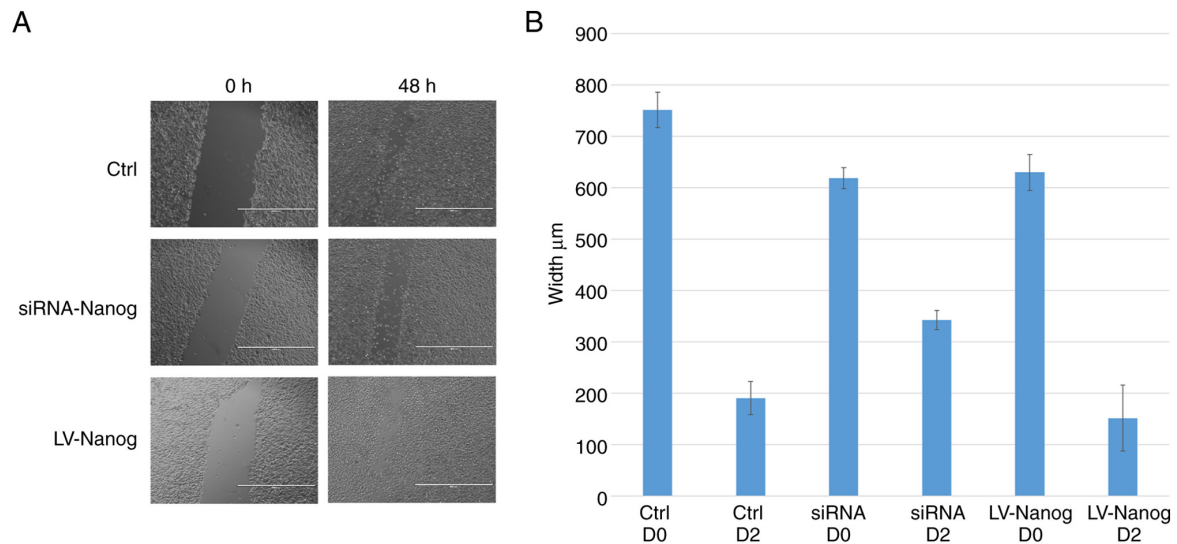 A
0 h
48 h
Ctrl
siRNA-Nanog
LV-Nanog
B
Width μm
900
800
700
600
500
400
300
200
100
0
Ctrl
D0
Ctrl
D2
siRNA
D0
siRNA
D2
LV-Nanog
D0
LV-Nanog
D2